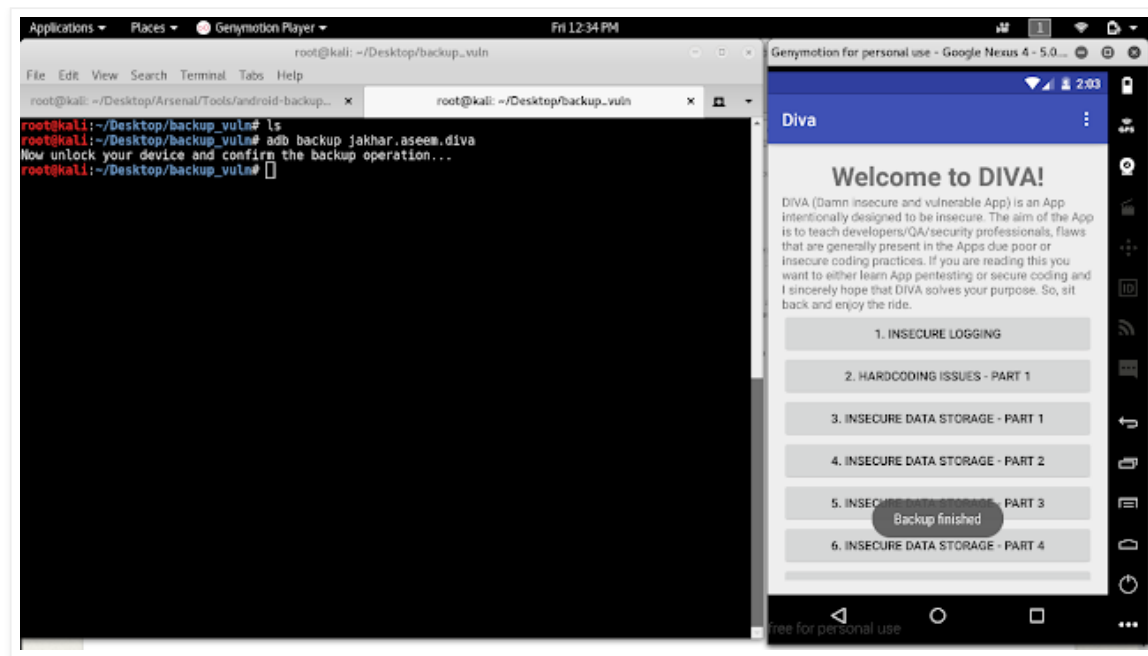 Applications Places Genymotion Player Fri 12:34 PM 1
root@kali: ~/Desktop/backup_vuln
File Edit View Search Terminal Tabs Help
root@kali: ~/Desktop/Arsenal/Tools/android-backup... × root@kali: ~/Desktop/backup_vuln ×
root@kali:~/Desktop/backup_vuln# ls
root@kali:~/Desktop/backup_vuln# adb backup jakhar.aseem.diva
Now unlock your device and confirm the backup operation...
root@kali:~/Desktop/backup_vuln#
Genymotion for personal use - Google Nexus 4 - 5.0...
2:03
Diva
Welcome to DIVA!
DIVA (Damn insecure and vulnerable App) is an App
intentionally designed to be insecure. The aim of the App
is to teach developers/QA/security professionals, flaws
that are generally present in the Apps due poor or
insecure coding practices. If you are reading this you
want to either learn App pentesting or secure coding and
I sincerely hope that DIVA solves your purpose. So, sit
back and enjoy the ride.
1. INSECURE LOGGING
2. HARDCODING ISSUES - PART 1
3. INSECURE DATA STORAGE - PART 1
4. INSECURE DATA STORAGE - PART 2
5. INSECURE DATA STORAGE - PART 3
Backup finished
6. INSECURE DATA STORAGE - PART 4
free for personal use
GPS
ID